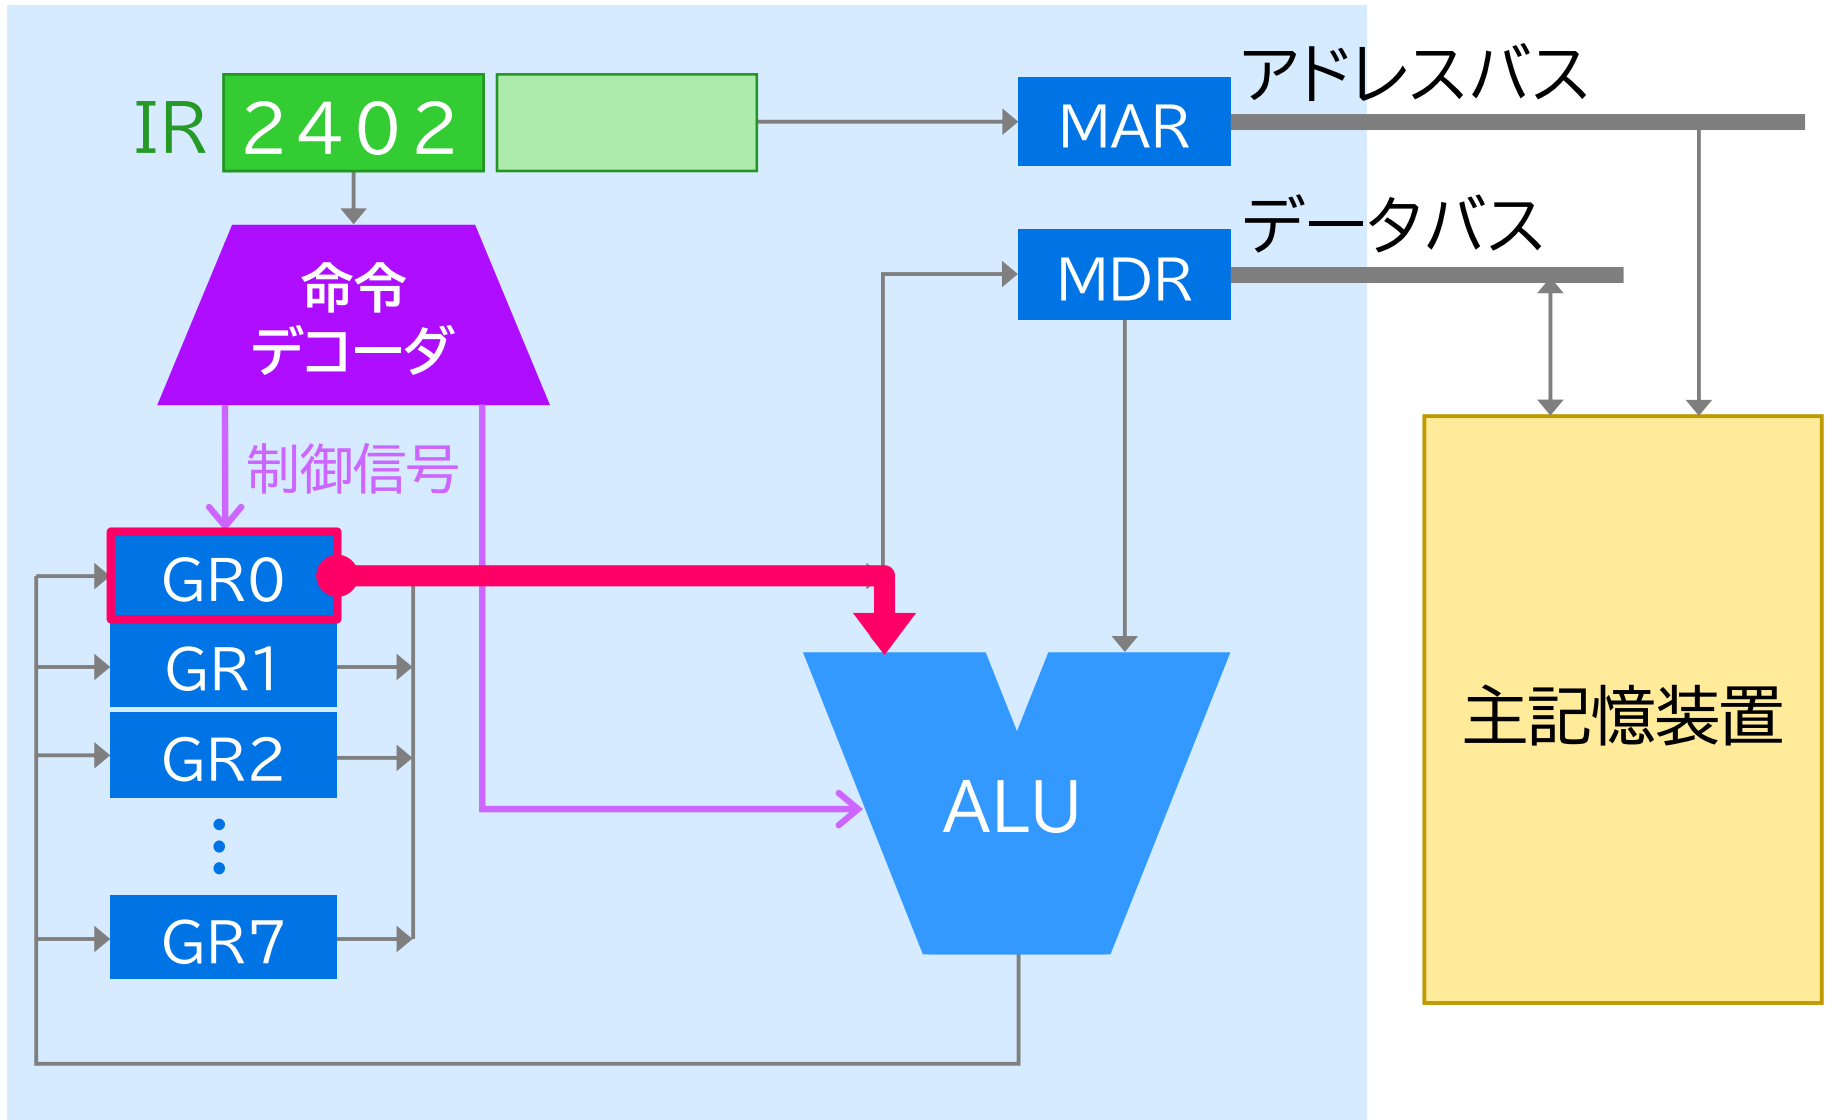 アドレスバス
IR
2402
MAR
データバス
MDR
命令
デコーダ
制御信号
GR0
GR1
GR2
GR7
ALU
主記憶装置